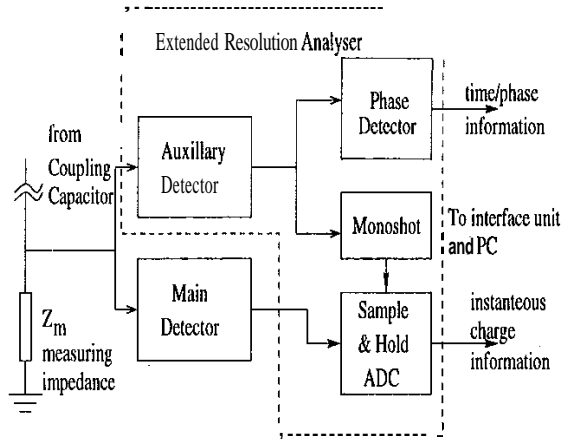 Extended Resolution Analyser
from
Coupling
Capacitor
Auxillary
Detector
Phase
Detector
time/phase
information
Monoshot
To interface unit
and PC
Main
Detector
Sample
& Hold
ADC
instanteous
charge
information
Zm
measuring
impedance